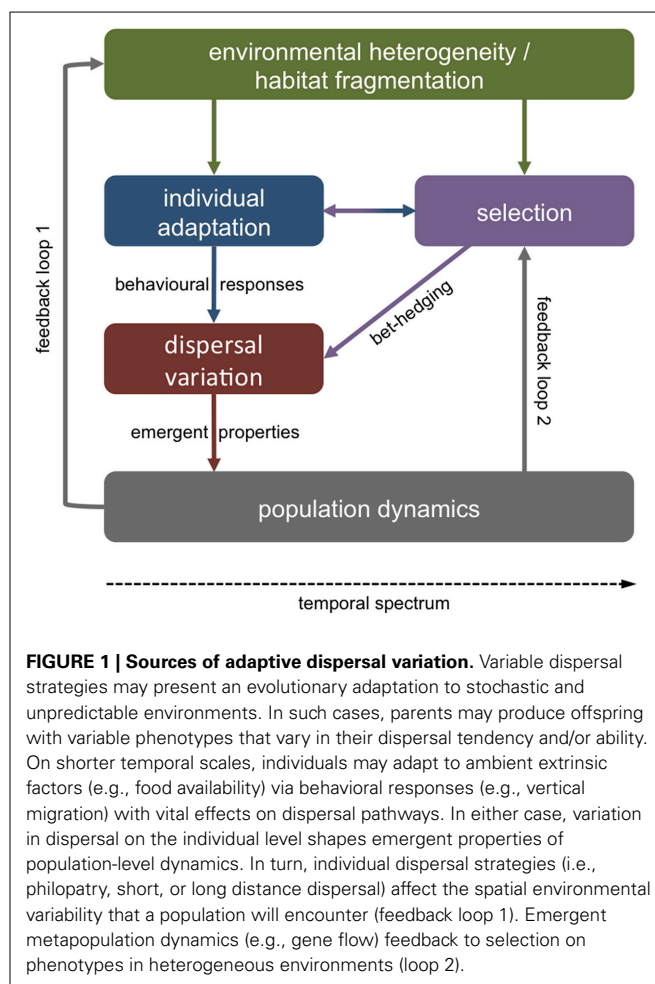 environmental heterogeneity /
habitat fragmentation
individual
adaptation
selection
feedback loop 1
behavioural responses
bet-hedging
feedback loop 2
dispersal
variation
emergent properties
population dynamics
temporal spectrum
FIGURE 1 | Sources of adaptive dispersal variation. Variable dispersal
strategies may present an evolutionary adaptation to stochastic and
unpredictable environments. In such cases, parents may produce offspring
with variable phenotypes that vary in their dispersal tendency and/or ability.
On shorter temporal scales, individuals may adapt to ambient extrinsic
factors (e.g., food availability) via behavioral responses (e.g., vertical
migration) with vital effects on dispersal pathways. In either case, variation
in dispersal on the individual level shapes emergent properties of
population-level dynamics. In turn, individual dispersal strategies (i.e.,
philopatry, short, or long distance dispersal) affect the spatial environmental
variability that a population will encounter (feedback loop 1). Emergent
metapopulation dynamics (e.g., gene flow) feedback to selection on
phenotypes in heterogeneous environments (loop 2).